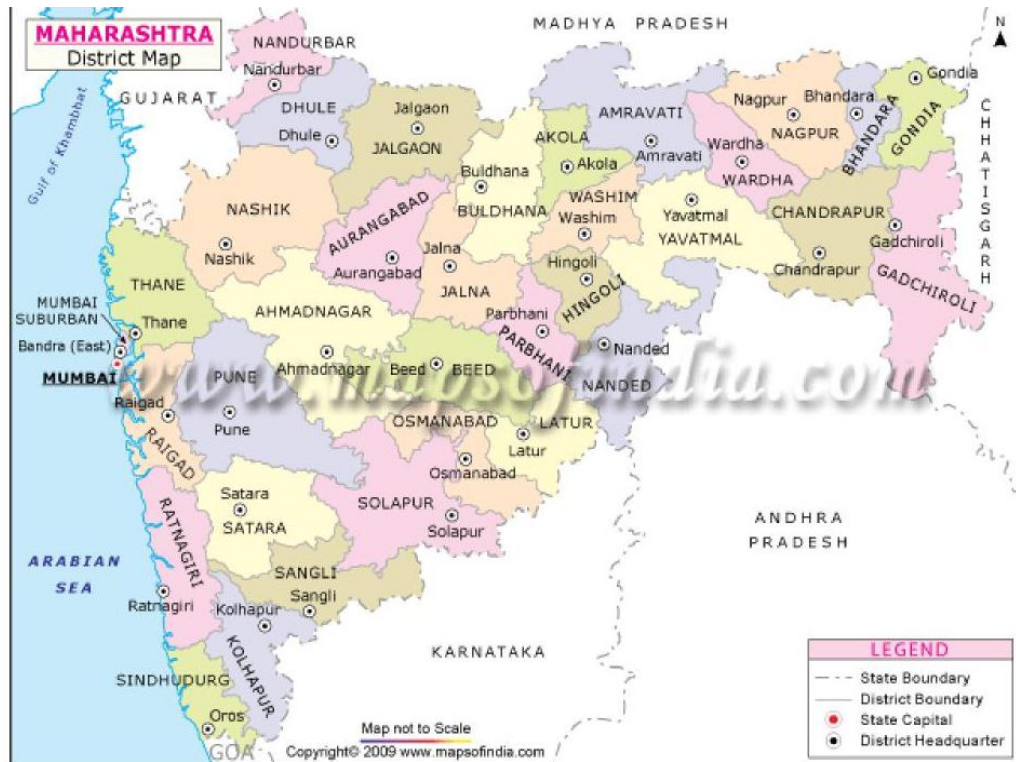 MAHARASHTRA
District Map
MADHYA PRADESH
N
GUJARAT
Gulf of Khambhat
CHHATISGARH
NANDURBAR
Nandurbar
DHULE
Dhule
Jalgaon
JALGAON
Buldhana
BULDHANA
AKOLA
Akola
AMRAVATI
Amravati
WASHIM
Washim
Wardha
WARDHA
Nagpur
NAGPUR
Bhandara
BHANDARA
Gondia
GONDIA
Yavatmal
YAVATMAL
CHANDRAPUR
Chandrapur
Gadchiroli
GADCHIROLI
NASHIK
Nashik
AURANGABAD
Aurangabad
Jalna
JALNA
Hingoli
HINGOLI
Parbhani
PARBHANI
Nanded
NANDED
THANE
Thane
MUMBAI
SUBURBAN
Bandra (East)
MUMBAI
AHMADNAGAR
Ahmadnagar
Beed
BEED
www.mapsofindia.com
PUNE
Pune
Raigad
RAIGAD
OSMANABAD
Osmanabad
LATUR
Latur
Satara
SATARA
SOLAPUR
Solapur
RATNAGIRI
Ratnagiri
SANGLI
Sangli
Kolhapur
KOLHAPUR
SINDHUDURG
Oros
GOA
ARABIAN
SEA
KARNATAKA
ANDHRA
PRADESH
LEGEND
State Boundary
District Boundary
State Capital
District Headquarter
Map not to Scale
Copyright© 2009 www.mapsofindia.com